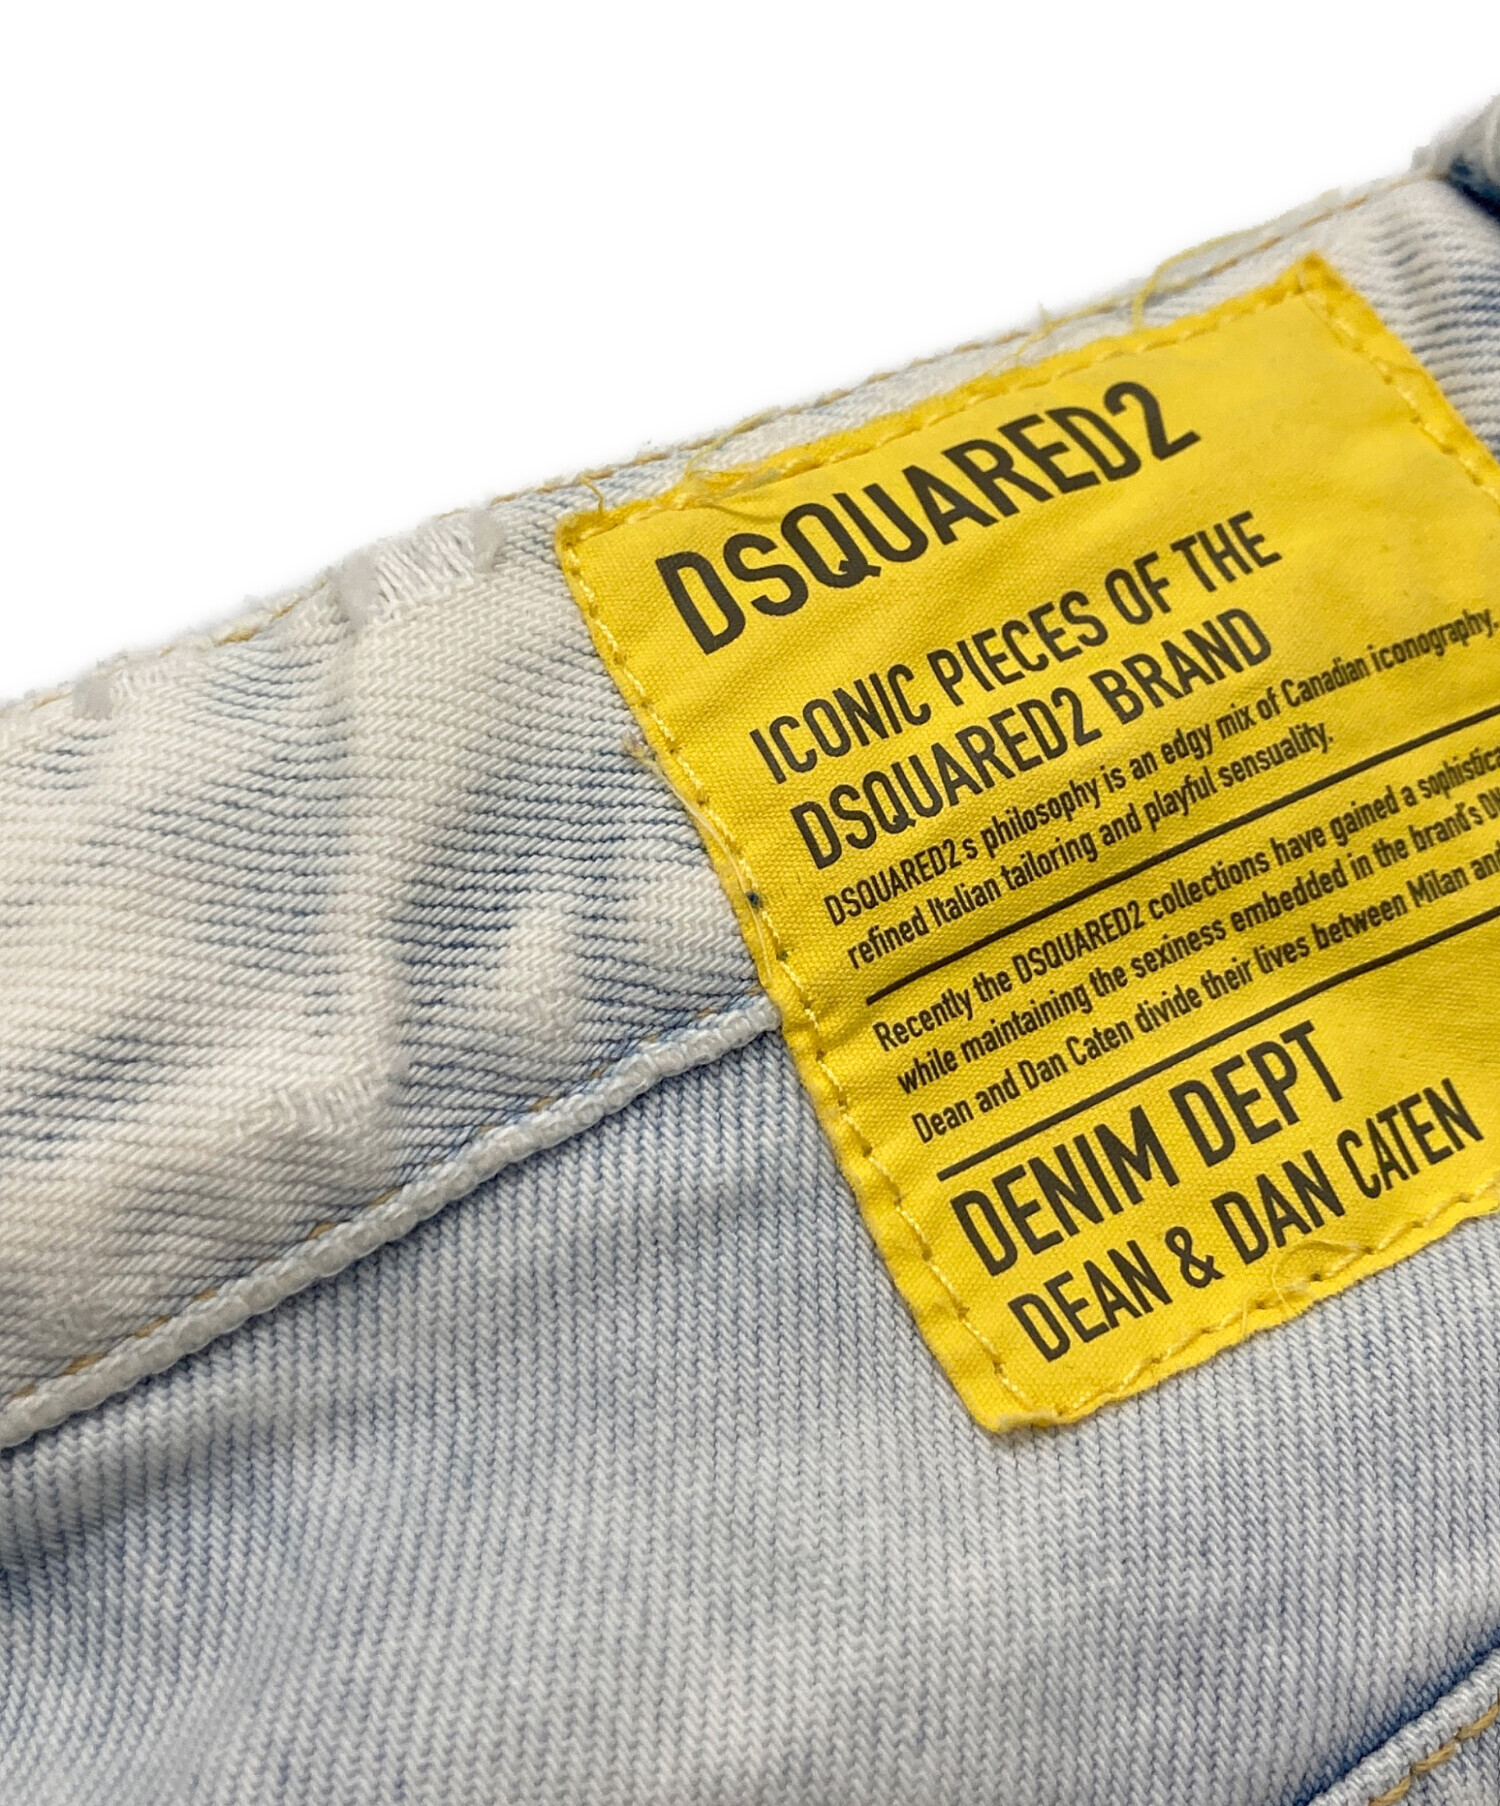 DSQUARED2
ICONIC PIECES OF THE
DSQUARED2 BRAND
DSQUARED2 s philosophy is an edgy mix of Canadian iconography,
refined Italian tailoring and playful sensuality.
Recently the DSQUARED2 collections have gained a
while maintaining the sexiness embedded in the brand's
Dean and Dan Caten divide their lives between Milan and
DENIM DEPT
DEAN & DAN CATEN